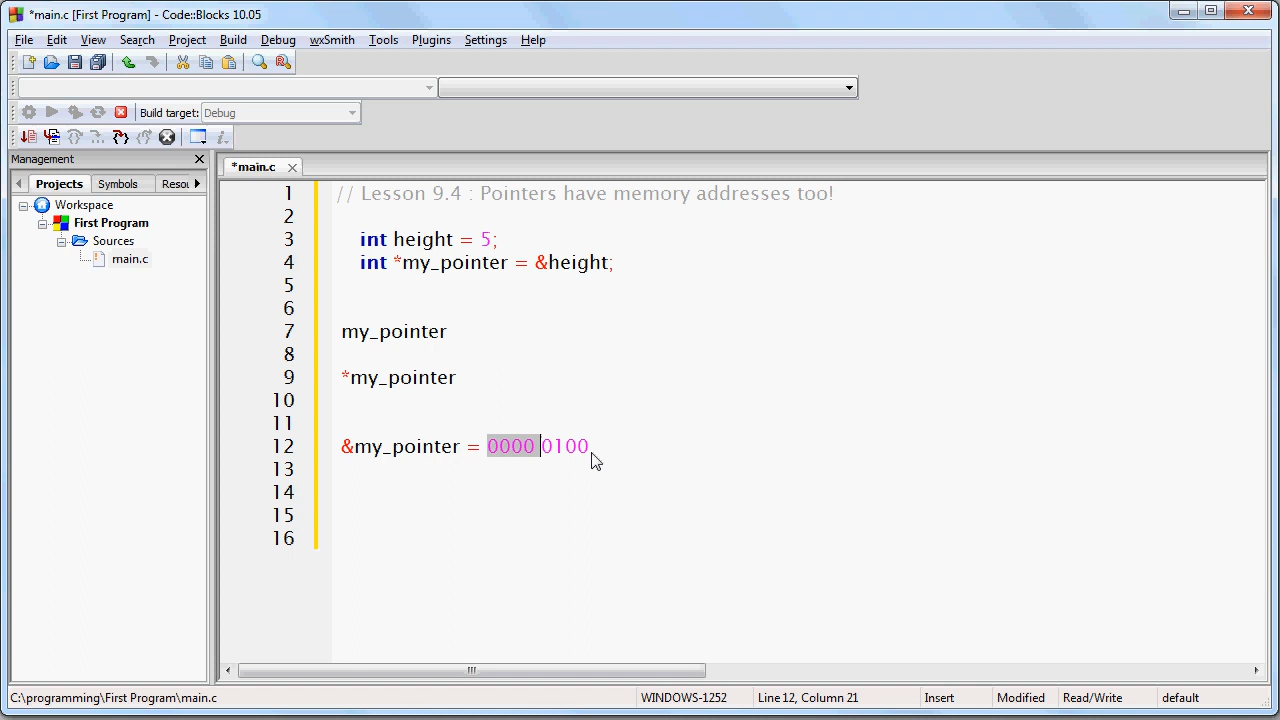 *main.c [First Program] - Code::Blocks 10.05
File Edit View Search Project Build Debug wxSmith Tools Plugins Settings Help
Build target: Debug
Management
*main.c
Projects Symbols Resou
Workspace
First Program
Sources
main.c
1 // Lesson 9.4 : Pointers have memory addresses too!
2
3 int height = 5;
4 int *my_pointer = &height;
5
6
7 my_pointer
8
9 *my_pointer
10
11
12 &my_pointer = 0000 0100
13
14
15
16
C:\programming\First Program\main.c WINDOWS-1252 Line 12, Column 21 Insert Modified Read/Write default